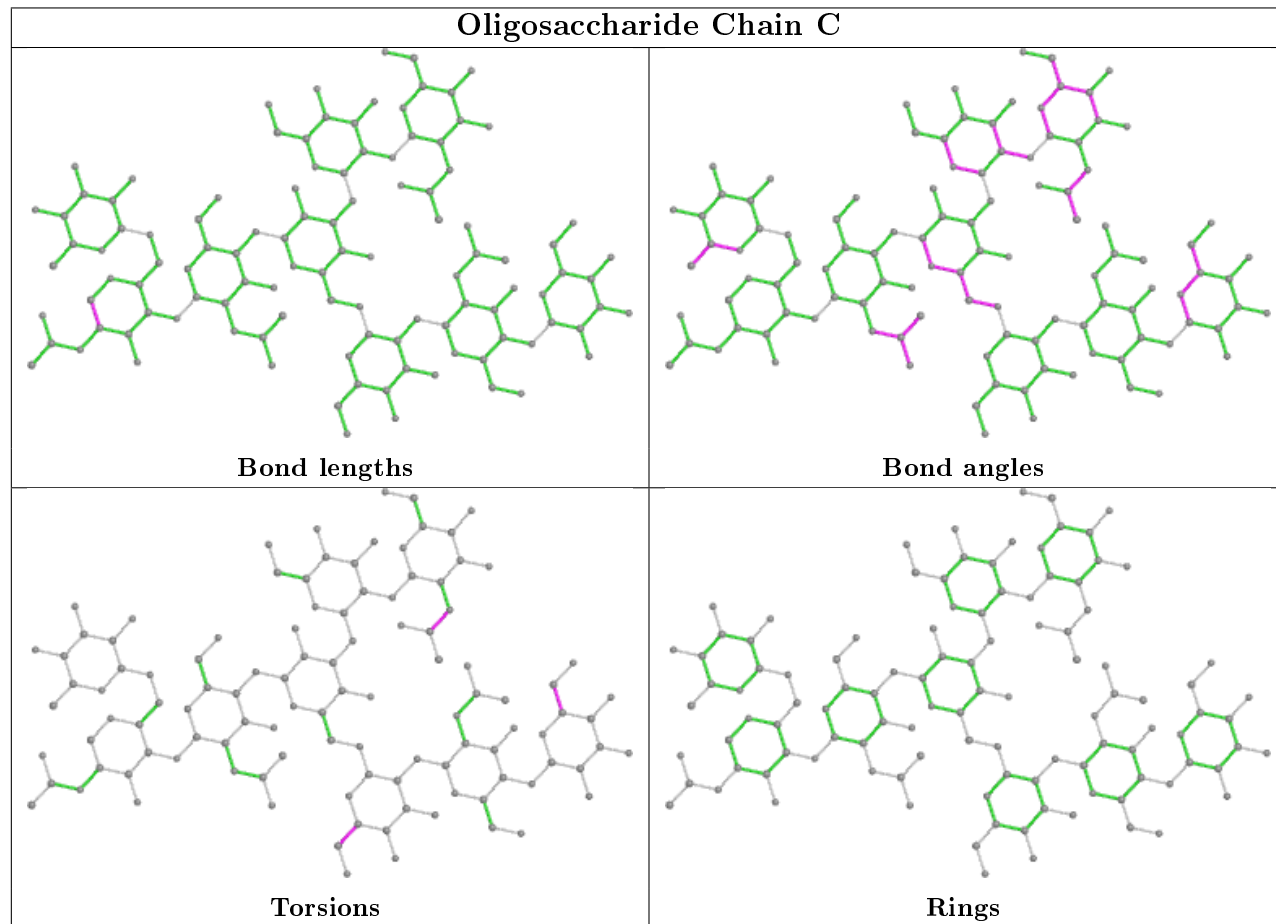 Oligosaccharide Chain C
Bond lengths
Bond angles
Torsions
Rings